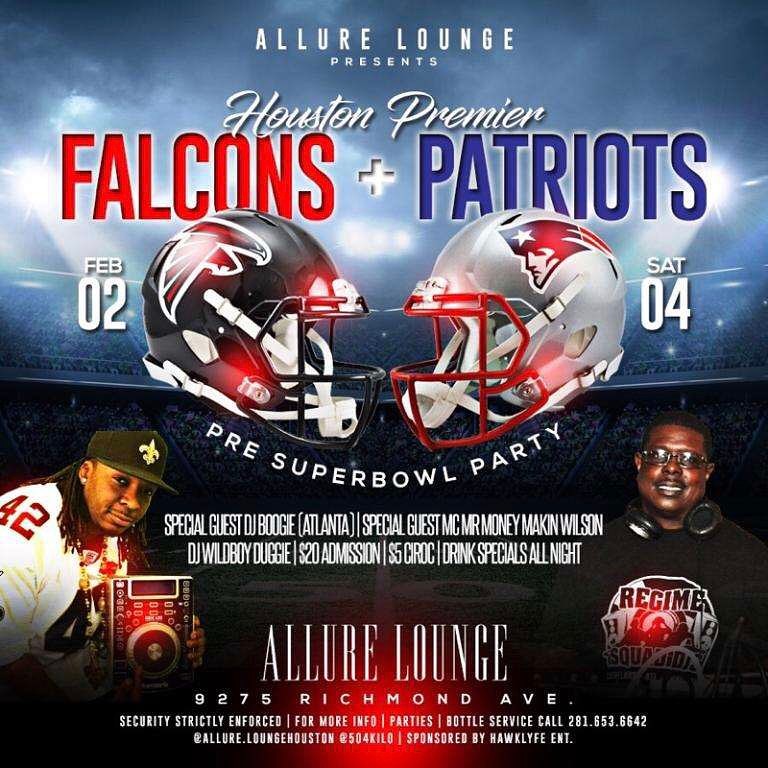 ALLURE LOUNGE
PRESENTS
Houston Premier
FALCONS + PATRIOTS
FEB
02
SAT
04
PRE SUPERBOWL PARTY
SPECIAL GUEST DJ BOOGIE (ATLANTA) | SPECIAL GUEST MC MR MONEY MAKIN WILSON
DJ WILDBOY DUGGIE | $20 ADMISSION | $5 CIROC | DRINK SPECIALS ALL NIGHT
42
REGIME
ALLURE LOUNGE
9275 RICHMOND AVE.
SECURITY STRICTLY ENFORCED | FOR MORE INFO | PARTIES | BOTTLE SERVICE CALL 281.653.6642
@ALLURE.LOUNGEHOUSTON @504KILO | SPONSORED BY HAWKLYFE ENT.